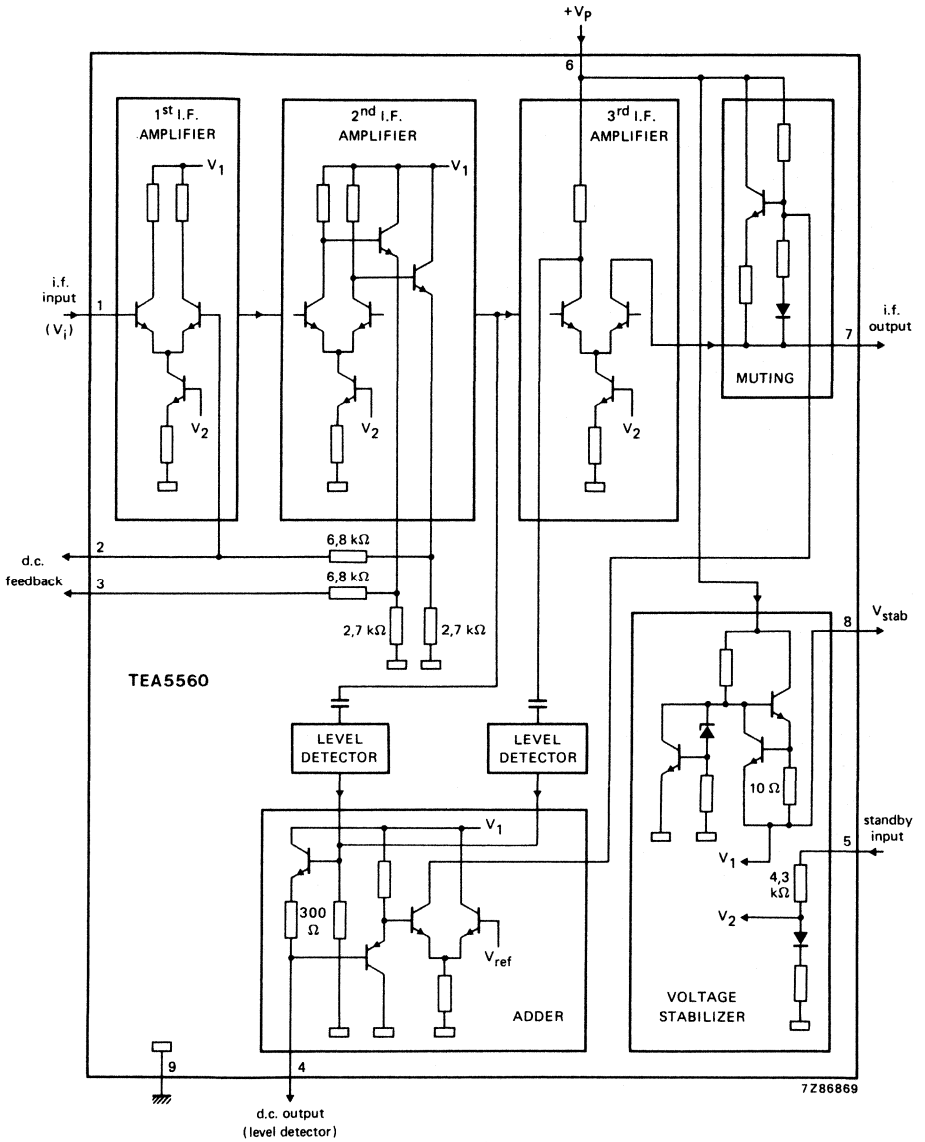 +VP
6
1st I.F.
AMPLIFIER
2nd I.F.
AMPLIFIER
3rd I.F.
AMPLIFIER
V1
V1
i.f.
input
(Vi)
1
7
i.f.
output
MUTING
V2
V2
V2
2
d.c.
feedback
3
6,8 kΩ
6,8 kΩ
2,7 kΩ
2,7 kΩ
8
Vstab
TEA5560
LEVEL
DETECTOR
LEVEL
DETECTOR
10 Ω
V1
standby
input
5
V1
4,3
kΩ
300
Ω
V2
Vref
ADDER
VOLTAGE
STABILIZER
9
4
7Z86869
d.c. output
(level detector)